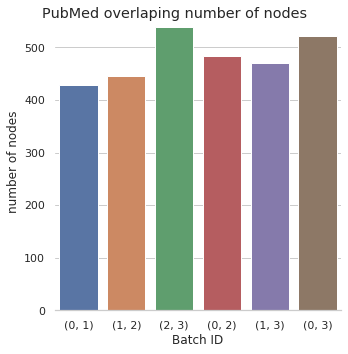 PubMed overlaping number of nodes
500
400
300
200
100
0
number of nodes
(0, 1) (1, 2) (2, 3) (0, 2) (1, 3) (0, 3)
Batch ID